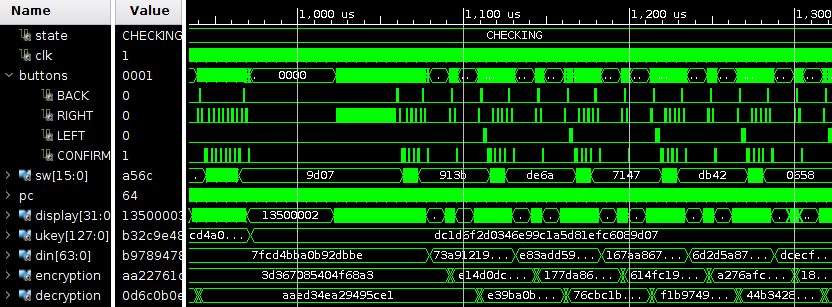 Name Value 1,000 us 1,100 us 1,200 us 1,300
state CHECKING CHECKING
clk 1
buttons 0001 0000
BACK 0
RIGHT 0
LEFT 0
CONFIRM 1
sw[15:0] a56c 9d07 913b de6a 7147 db42 0358
pc 64
display[31:0 13500003 13500002
ukey[127:0] b32c9e48 cd4a0... dc1d6f2d0346e99c1a5d81efc6089d07
din[63:0] b9789478 7fcd4bba0b92dbbe 73a91219... e83add59... 167aa867... 6d2d5a87... dcecf...
encryption aa22761c 3d367085404f68a3 e14d0dc... 177da86... 614fc19... a276afc... 18...
decryption 0d6c0b0e aaed34ea29495ce1 e39ba0b... 76cbc1b... f1b9749... 44b3428...